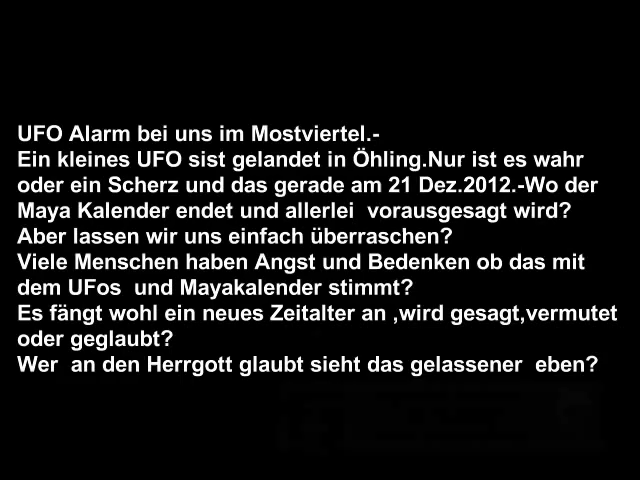 UFO Alarm bei uns im Mostviertel.-
Ein kleines UFO sist gelandet in Öhling.Nur ist es wahr
oder ein Scherz und das gerade am 21 Dez.2012.-Wo der
Maya Kalender endet und allerlei  vorausgesagt wird?
Aber lassen wir uns einfach überraschen?
Viele Menschen haben Angst und Bedenken ob das mit
dem UFos  und Mayakalender stimmt?
Es fängt wohl ein neues Zeitalter an ,wird gesagt,vermutet
oder geglaubt?
Wer  an den Herrgott glaubt sieht das gelassener  eben?